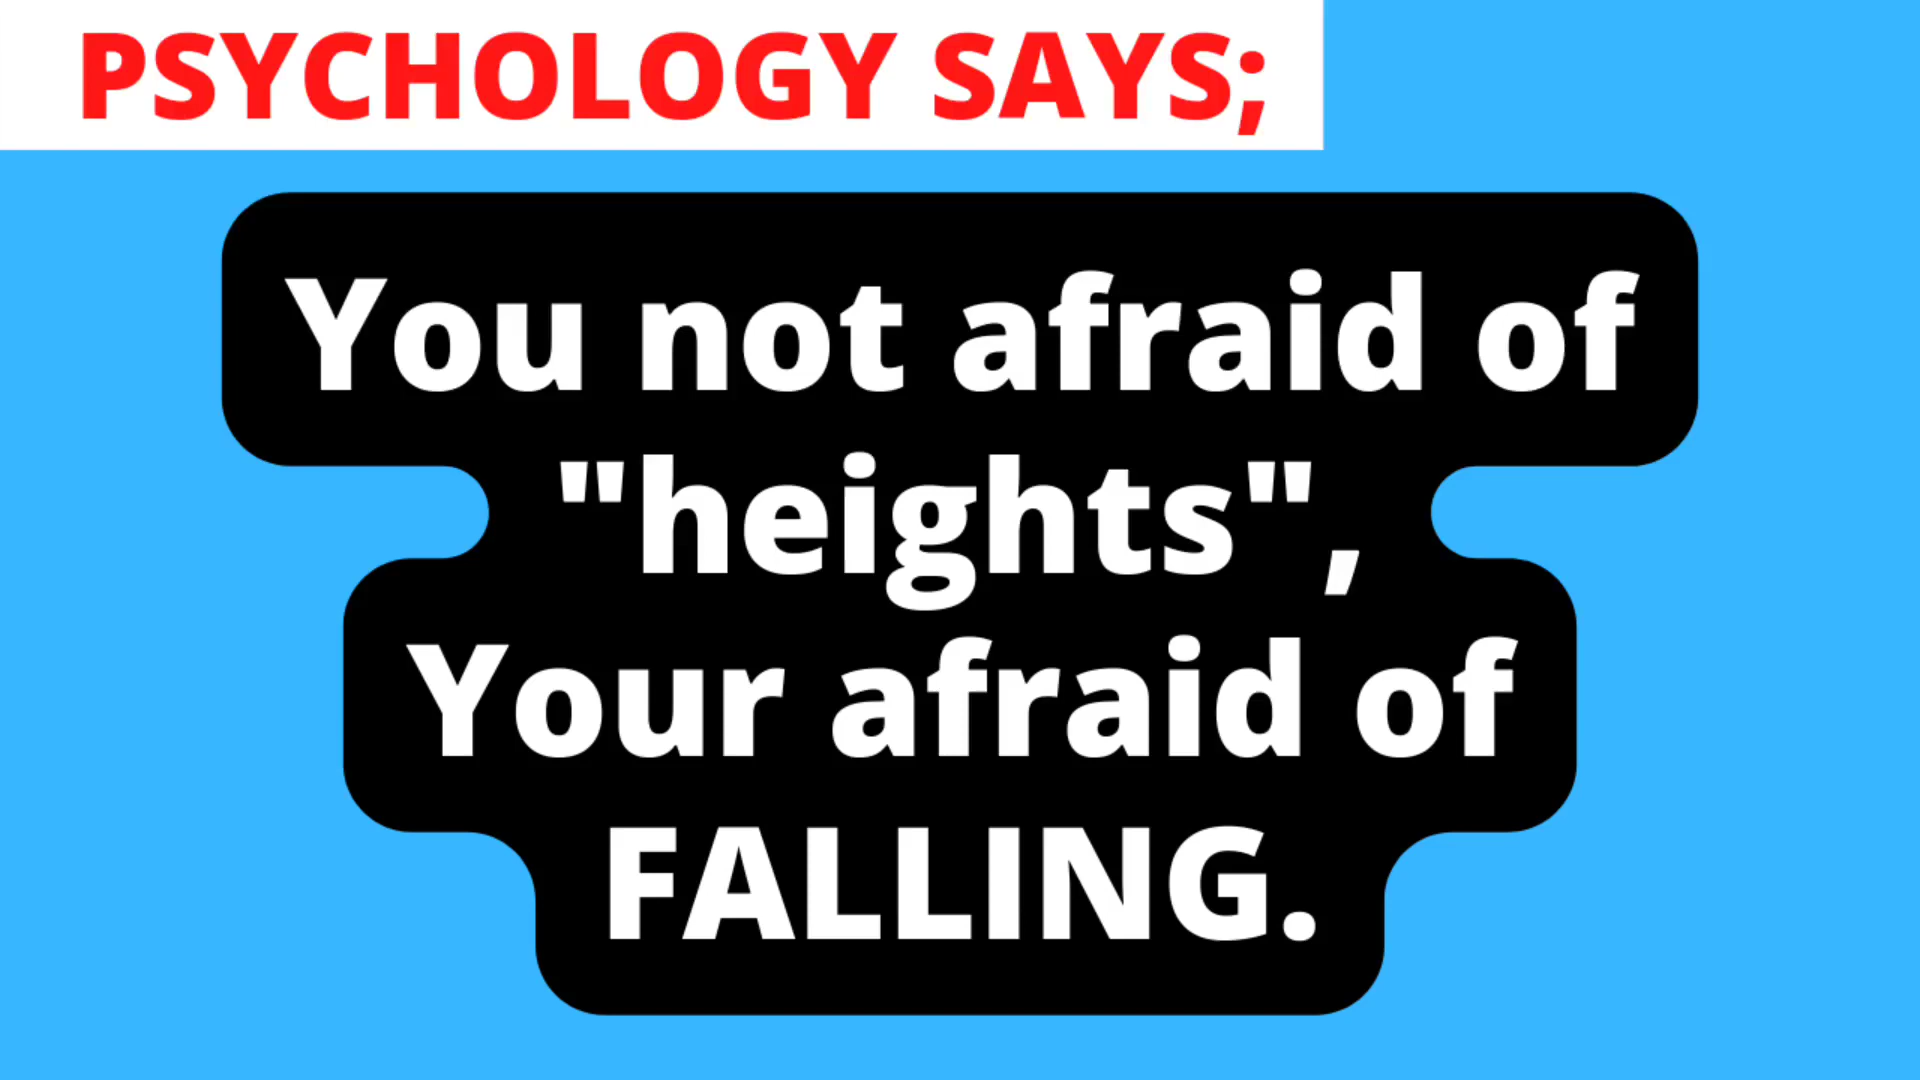 PSYCHOLOGY SAYS;
You not afraid of
"heights",
Your afraid of
FALLING.